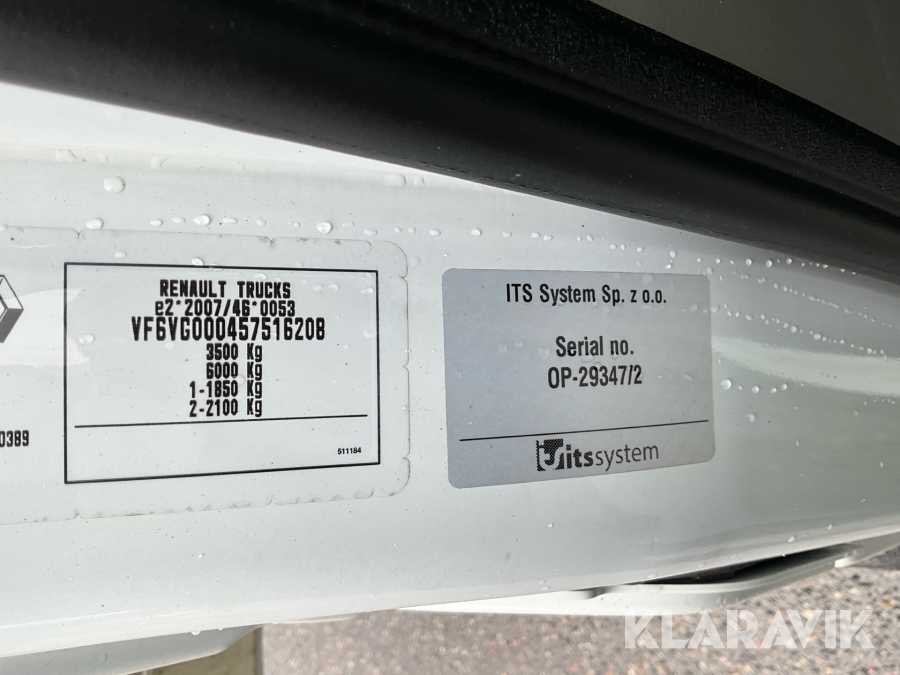 RENAULT TRUCKS
e2*2007/46*0053
VF6VG000457516208
3500 Kg
6000 Kg
1-1850 Kg
2-2100 Kg
511184
0389
ITS System Sp. z o.o.
Serial no.
OP-29347/2
itssystem
KLARAVIK